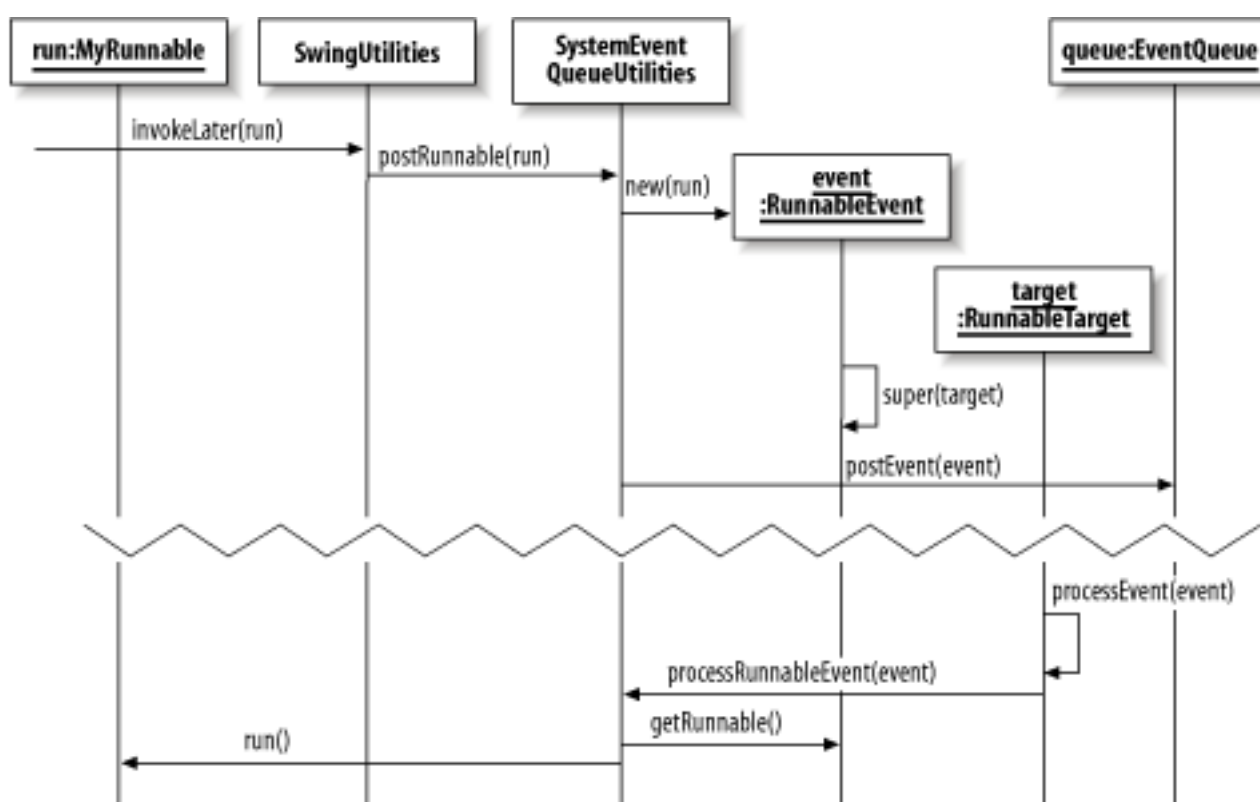 run:MyRunnable
SwingUtilities
SystemEvent
QueueUtilities
queue:EventQueue
invokeLater(run)
postRunnable(run)
new(run)
event
:RunnableEvent
target
:RunnableTarget
super(target)
postEvent(event)
processEvent(event)
processRunnableEvent(event)
getRunnable()
run()